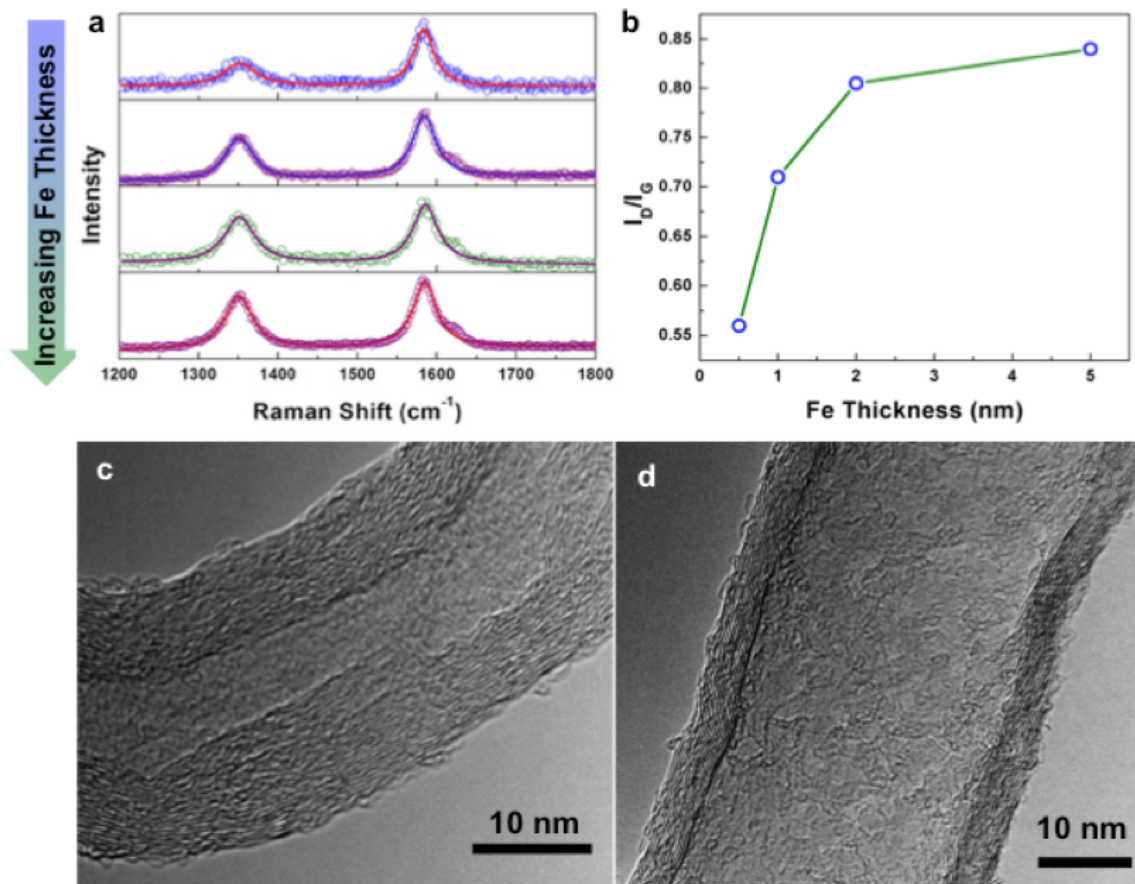 Increasing Fe Thickness
a
Intensity
1200 1300 1400 1500 1600 1700 1800
Raman Shift (cm⁻¹)
b
I_D/I_G
0.85
0.80
0.75
0.70
0.65
0.60
0.55
0 1 2 3 4 5
Fe Thickness (nm)
c
10 nm
d
10 nm